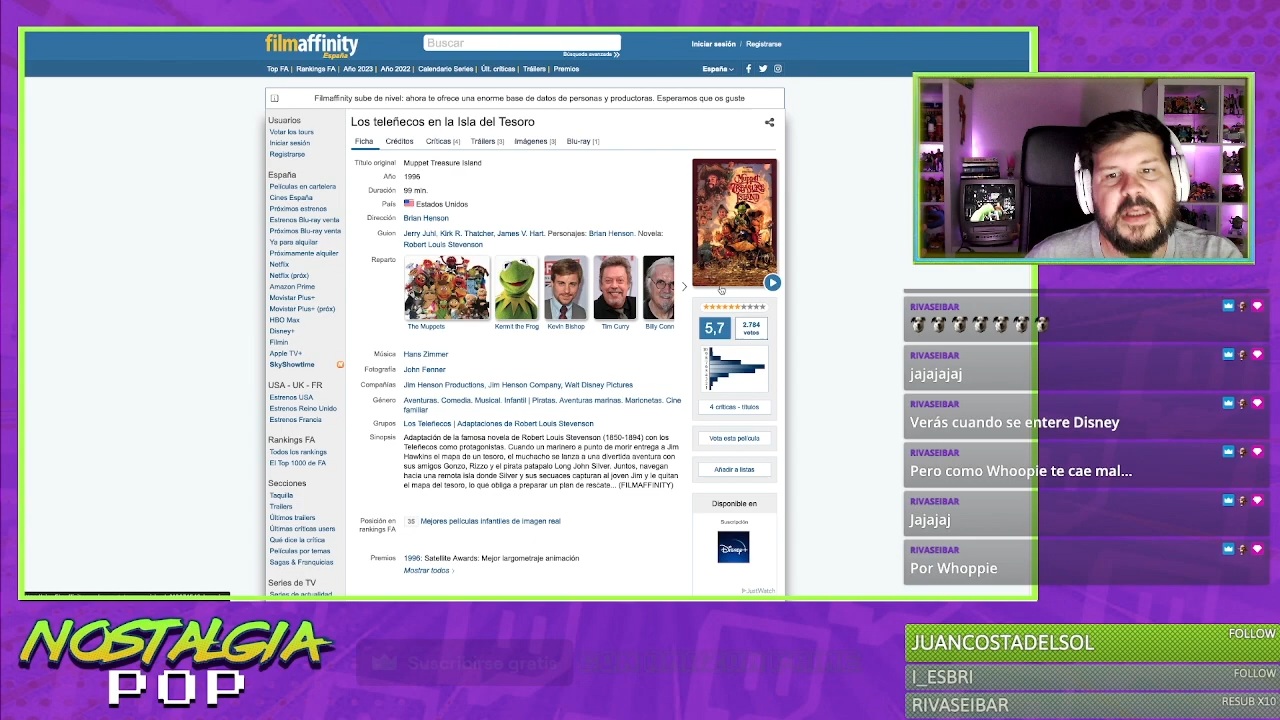 filmaffinity
España
Buscar
Búsqueda avanzada
Iniciar sesión / Registrarse
Top FA | Rankings FA | Año 2023 | Año 2022 | Calendario Series | Últ. críticas | Tráilers | Premios
España
Filmaffinity sube de nivel: ahora te ofrece una enorme base de datos de personas y productoras. Esperamos que os guste
Usuarios
Votar los tours
Iniciar sesión
Registrarse
España
Películas en cartelera
Cines España
Próximos estrenos
Estrenos Blu-ray venta
Próximos Blu-ray venta
Ya para alquilar
Próximamente alquiler
Netflix
Netflix (próx)
Amazon Prime
Movistar Plus+
Movistar Plus+ (próx)
HBO Max
Disney+
Filmin
Apple TV+
SkyShowtime
USA - UK - FR
Estrenos USA
Estrenos Reino Unido
Estrenos Francia
Rankings FA
Todos los rankings
El Top 1000 de FA
Secciones
Taquilla
Trailers
Últimos trailers
Últimas críticas users
Qué dice la crítica
Películas por temas
Sagas & Franquicias
Series de TV
Series de actualidad
Los teleñecos en la Isla del Tesoro
Ficha Créditos Críticas [4] Tráilers [3] Imágenes [3] Blu-ray [1]
Título original Muppet Treasure Island
Año 1996
Duración 99 min.
País Estados Unidos
Dirección Brian Henson
Guion Jerry Juhl, Kirk R. Thatcher, James V. Hart. Personajes: Brian Henson. Novela:
Robert Louis Stevenson
Reparto
The Muppets Kermit the Frog Kevin Bishop Tim Curry Billy Conn
Música Hans Zimmer
Fotografía John Fenner
Compañías Jim Henson Productions, Jim Henson Company, Walt Disney Pictures
Género Aventuras. Comedia. Musical. Infantil | Piratas. Aventuras marinas. Marionetas. Cine
familiar
Grupos Los Teleñecos | Adaptaciones de Robert Louis Stevenson
Sinopsis Adaptación de la famosa novela de Robert Louis Stevenson (1850-1894) con los
Teleñecos como protagonistas. Cuando un marinero a punto de morir entrega a Jim
Hawkins el mapa de un tesoro, el muchacho se lanza a una divertida aventura con
sus amigos Gonzo, Rizzo y el pirata patapalo Long John Silver. Juntos, navegan
hacia una remota isla donde Silver y sus secuaces capturan al joven Jim y le quitan
el mapa del tesoro, lo que obliga a preparar un plan de rescate... (FILMAFFINITY)
Posición en
rankings FA
35 Mejores películas infantiles de imagen real
Premios 1996: Satellite Awards: Mejor largometraje animación
Mostrar todos
Muppet
Treasure
Island
5,7
2.784
votos
4 críticas - títulos
Vota esta película
Añadir a listas
Disponible en
Suscripción
Disney+
JustWatch
RIVASEIBAR
RIVASEIBAR
jajajajaj
RIVASEIBAR
Verás cuando se entere Disney
RIVASEIBAR
Pero como Whoopie te cae mal...
RIVASEIBAR
Jajajaj
RIVASEIBAR
Por Whoppie
NOSTALGIA
POP
Suscribirse gratis
JUANCOSTADELSOL FOLLOW
I_ESBRI FOLLOW
RIVASEIBAR RESUB X10